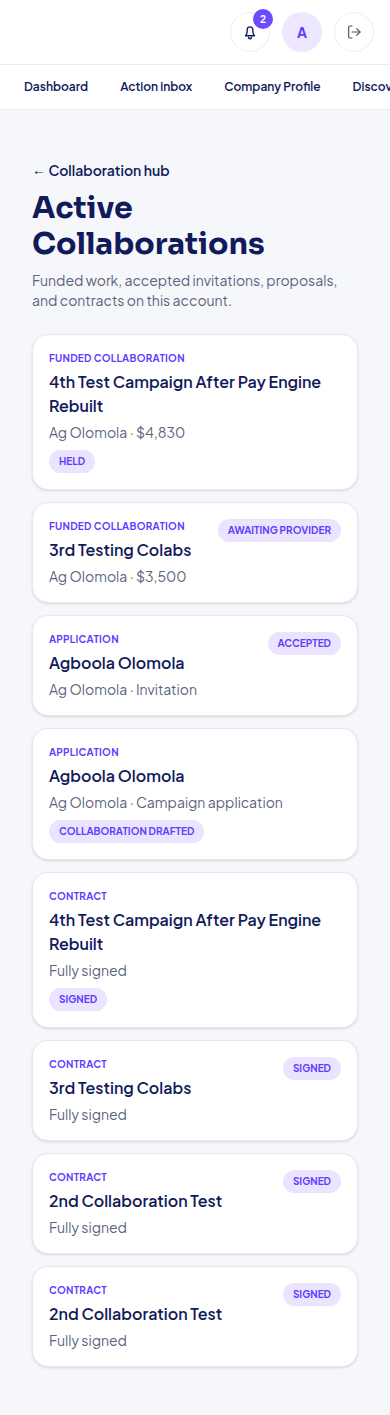 2
A
Dashboard
Action Inbox
Company Profile
Discov
← Collaboration hub
Active
Collaborations
Funded work, accepted invitations, proposals,
and contracts on this account.
FUNDED COLLABORATION
4th Test Campaign After Pay Engine
Rebuilt
Ag Olomola · $4,830
HELD
FUNDED COLLABORATION
AWAITING PROVIDER
3rd Testing Colabs
Ag Olomola · $3,500
APPLICATION
ACCEPTED
Agboola Olomola
Ag Olomola · Invitation
APPLICATION
Agboola Olomola
Ag Olomola · Campaign application
COLLABORATION DRAFTED
CONTRACT
4th Test Campaign After Pay Engine
Rebuilt
Fully signed
SIGNED
CONTRACT
SIGNED
3rd Testing Colabs
Fully signed
CONTRACT
SIGNED
2nd Collaboration Test
Fully signed
CONTRACT
SIGNED
2nd Collaboration Test
Fully signed